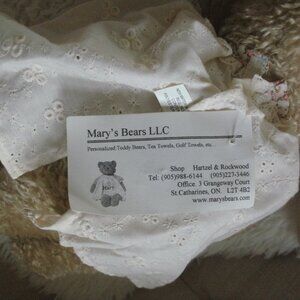 Mary's Bears LLC
Personalized Teddy Bears, Tea Towels, Golf Towels, etc.
Shop Hartzel & Rockwood
Tel: (905)988-6144 (905)227-3446
Office. 3 Grangeway Court
St.Catharines, ON. L2T 4B2
www.marysbears.com
Mary